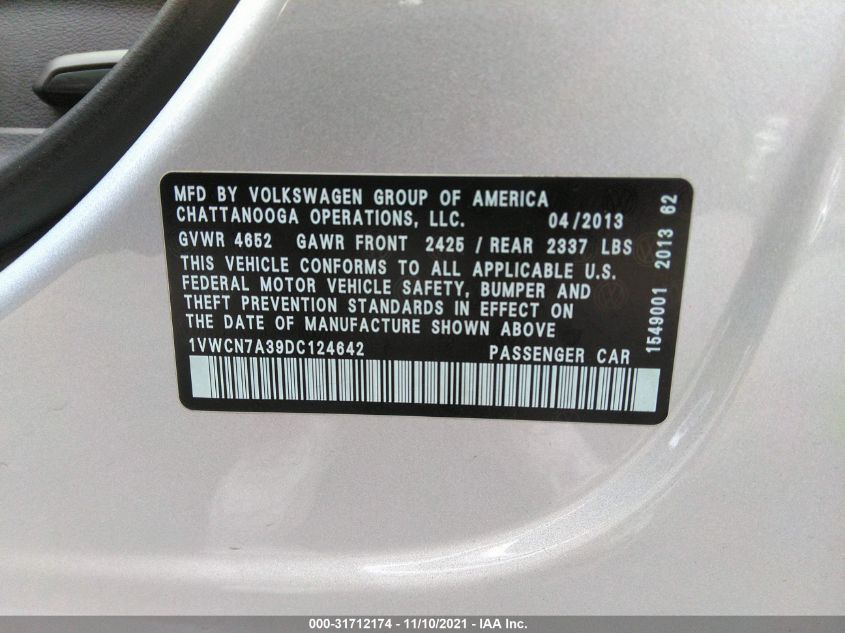 MFD BY VOLKSWAGEN GROUP OF AMERICA
CHATTANOOGA OPERATIONS, LLC. 04/2013
GVWR 4652 GAWR FRONT 2425 / REAR 2337 LBS
THIS VEHICLE CONFORMS TO ALL APPLICABLE U.S.
FEDERAL MOTOR VEHICLE SAFETY, BUMPER AND
THEFT PREVENTION STANDARDS IN EFFECT ON
THE DATE OF MANUFACTURE SHOWN ABOVE
1VWCN7A39DC124642 PASSENGER CAR
1549001 2013 62
000-31712174 - 11/10/2021 - IAA Inc.